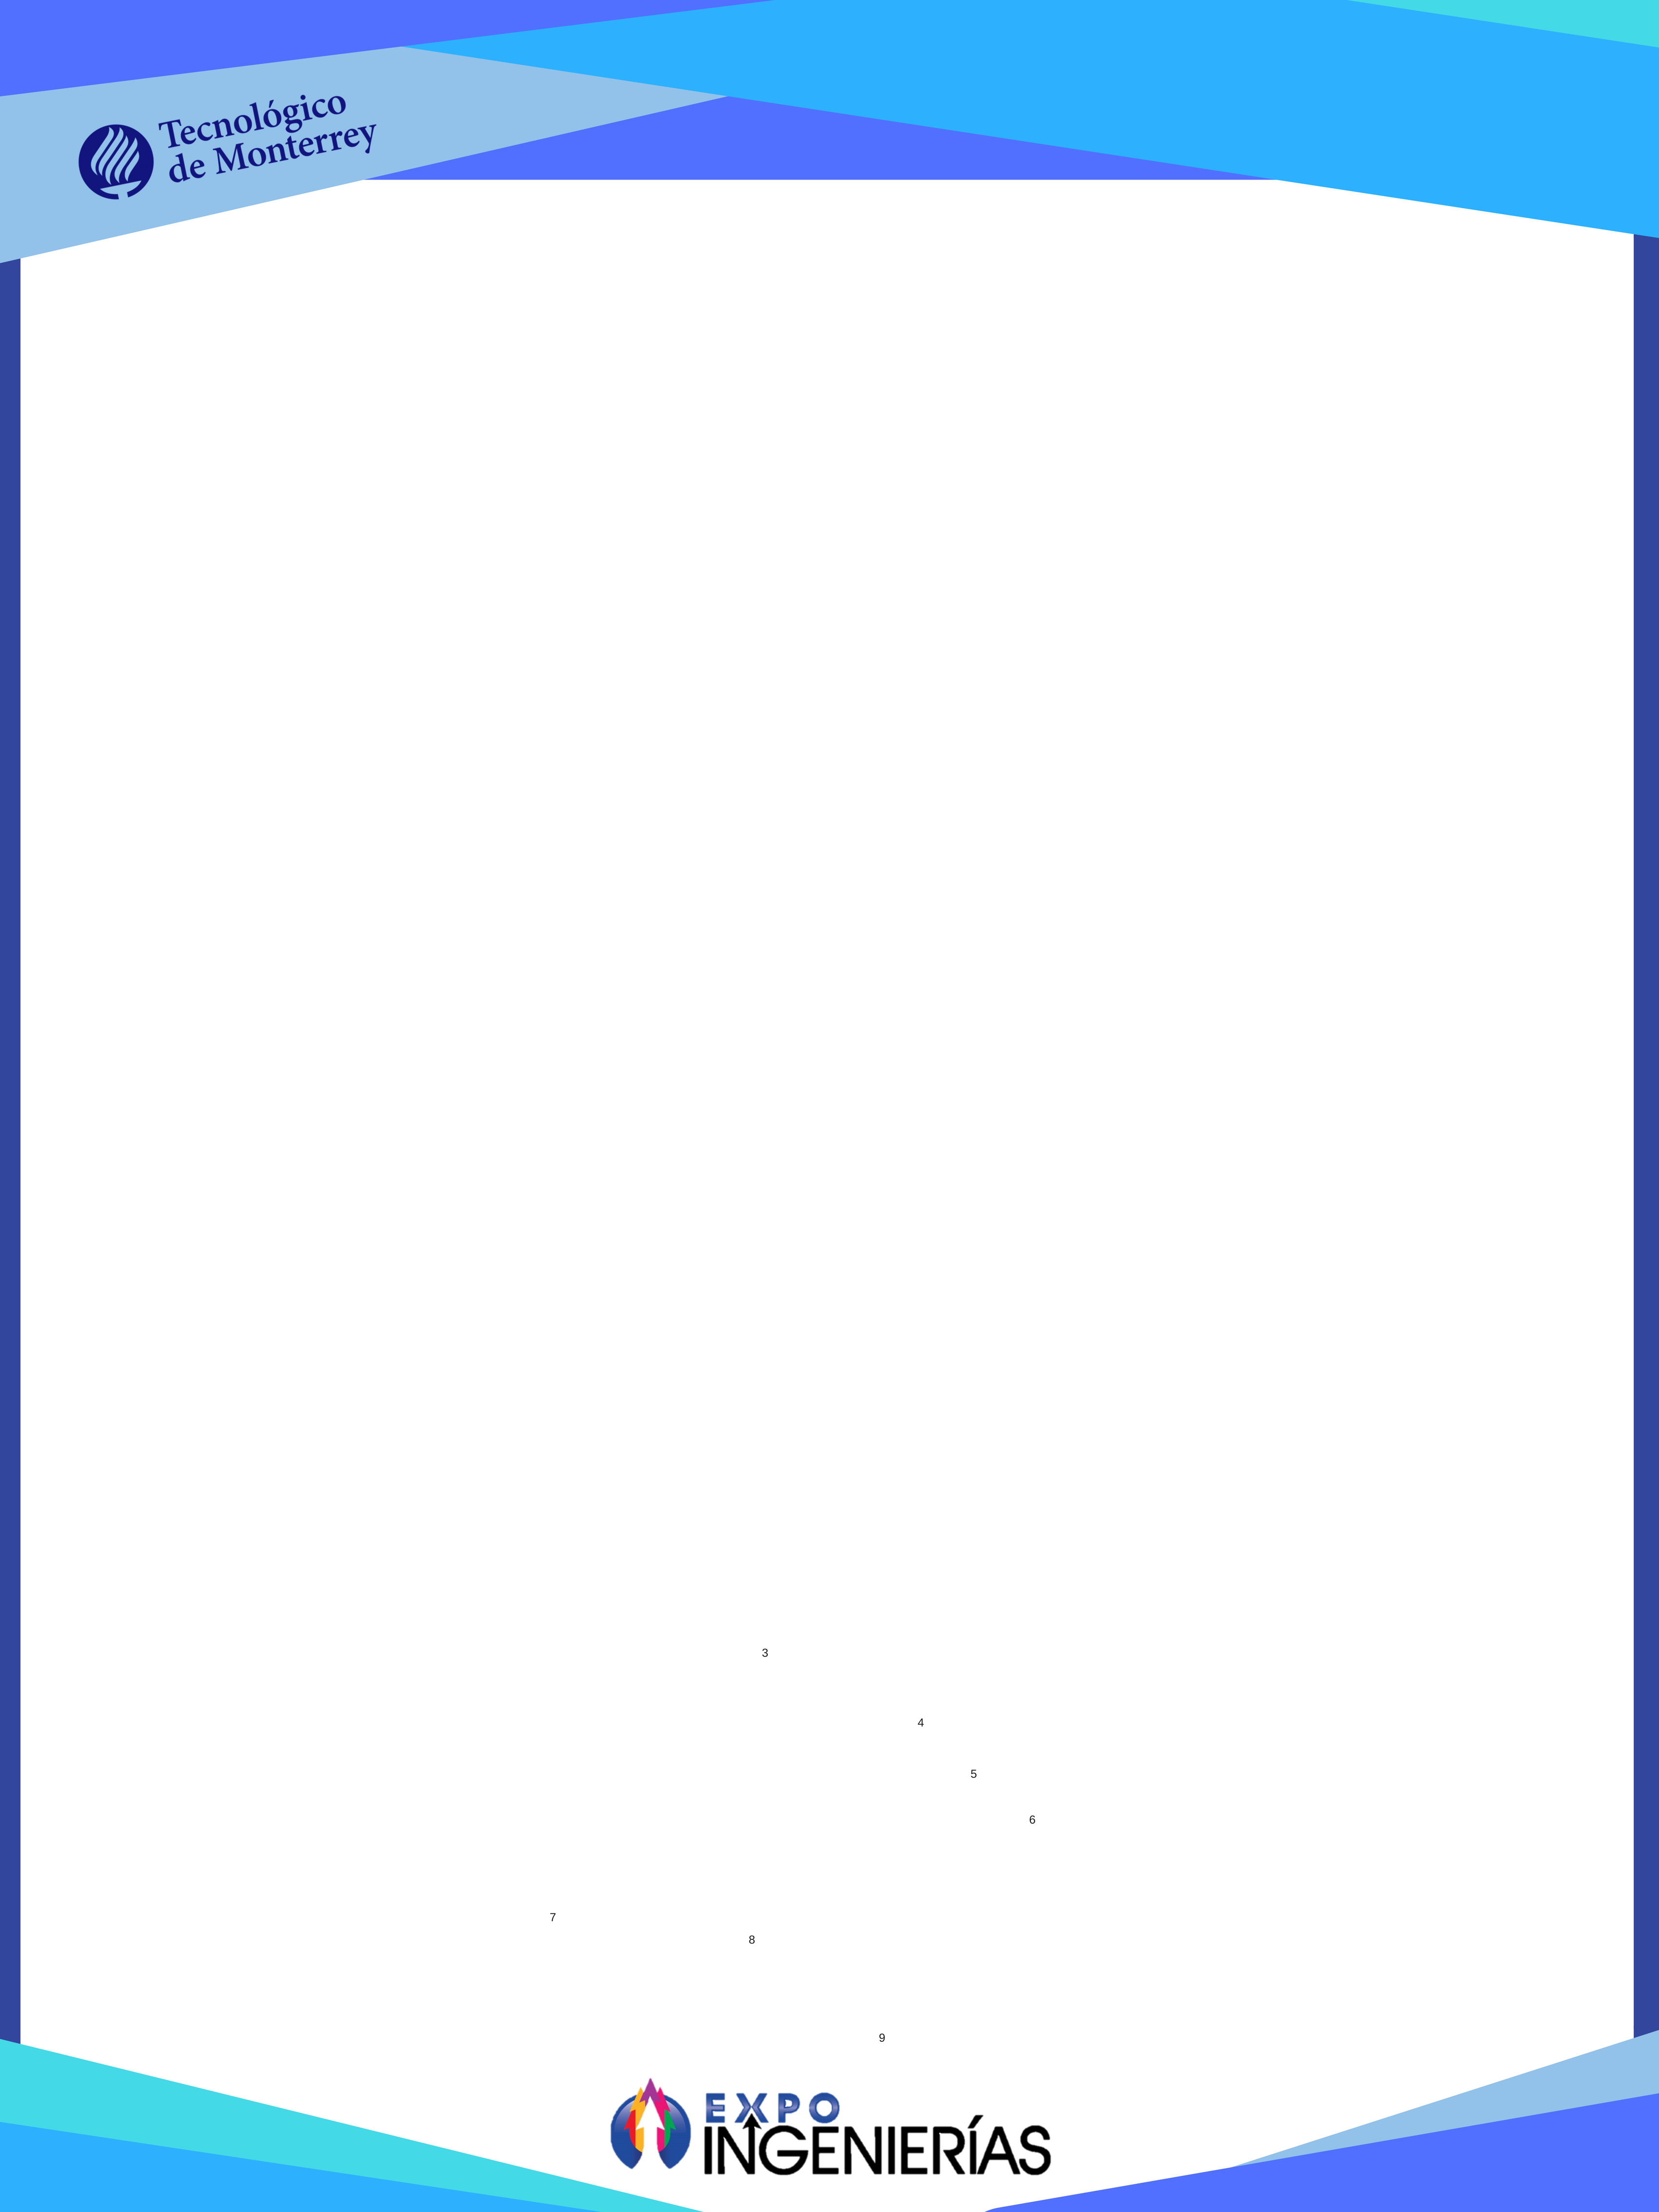 Tecnológico
de Monterrey
3
4
5
6
7
8
9
EXPO
INGENIERÍAS